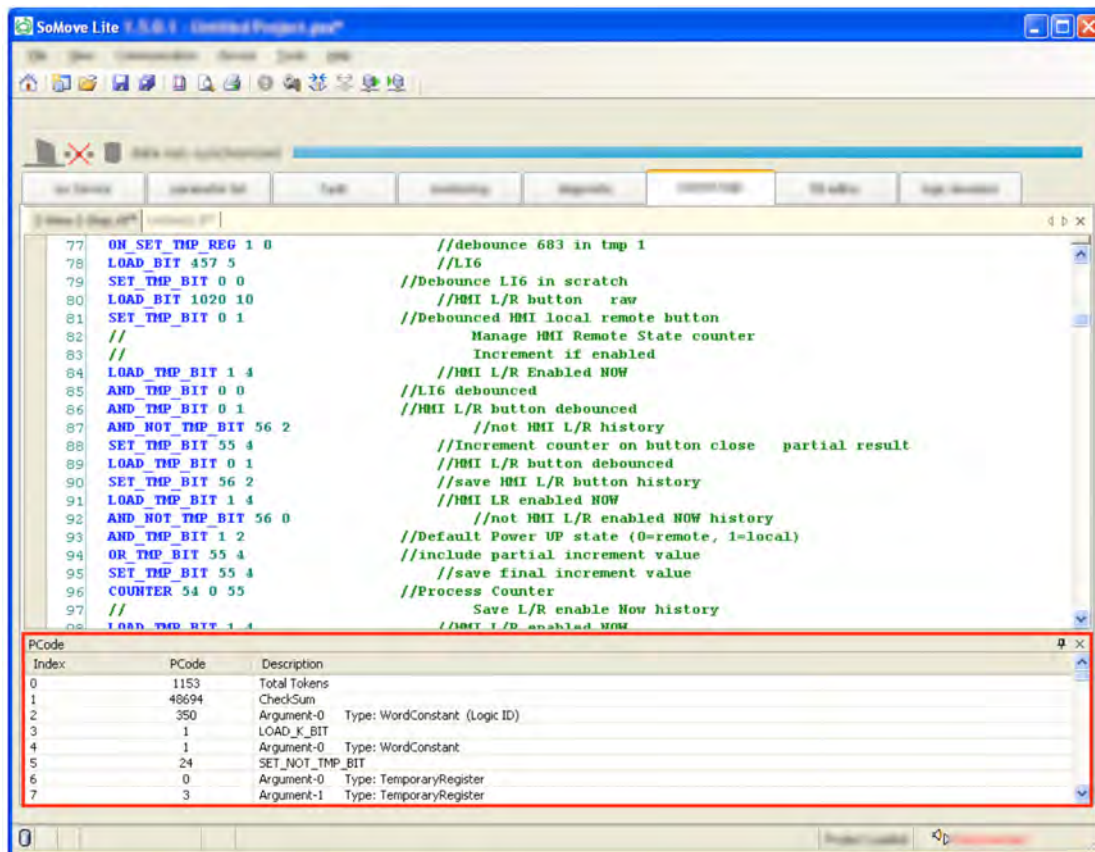 SoMove Lite
77 ON_SET_TMP_REG 1 0 //debounce 683 in tmp 1
78 LOAD_BIT 457 5 //LI6
79 SET_TMP_BIT 0 0 //Debounce LI6 in scratch
80 LOAD_BIT 1020 10 //HMI L/R button raw
81 SET_TMP_BIT 0 1 //Debounced HMI local remote button
82 // Manage HMI Remote State counter
83 // Increment if enabled
84 LOAD_TMP_BIT 1 4 //HMI L/R Enabled NOW
85 AND_TMP_BIT 0 0 //LI6 debounced
86 AND_TMP_BIT 0 1 //HMI L/R button debounced
87 AND_NOT_TMP_BIT 56 2 //not HMI L/R history
88 SET_TMP_BIT 55 4 //Increment counter on button close partial result
89 LOAD_TMP_BIT 0 1 //HMI L/R button debounced
90 SET_TMP_BIT 56 2 //save HMI L/R button history
91 LOAD_TMP_BIT 1 4 //HMI LR enabled NOW
92 AND_NOT_TMP_BIT 56 0 //not HMI L/R enabled NOW history
93 AND_TMP_BIT 1 2 //Default Power UP state (0=remote, 1=local)
94 OR_TMP_BIT 55 4 //include partial increment value
95 SET_TMP_BIT 55 4 //save final increment value
96 COUNTER 54 0 55 //Process Counter
97 // Save L/R enable Now history
98 LOAD_TMP_BIT 1 4 //HMI L/R enabled NOW
PCode
Index PCode Description
0 1153 Total Tokens
1 48694 CheckSum
2 350 Argument-0 Type: WordConstant (Logic ID)
3 1 LOAD_K_BIT
4 1 Argument-0 Type: WordConstant
5 24 SET_NOT_TMP_BIT
6 0 Argument-0 Type: TemporaryRegister
7 3 Argument-1 Type: TemporaryRegister